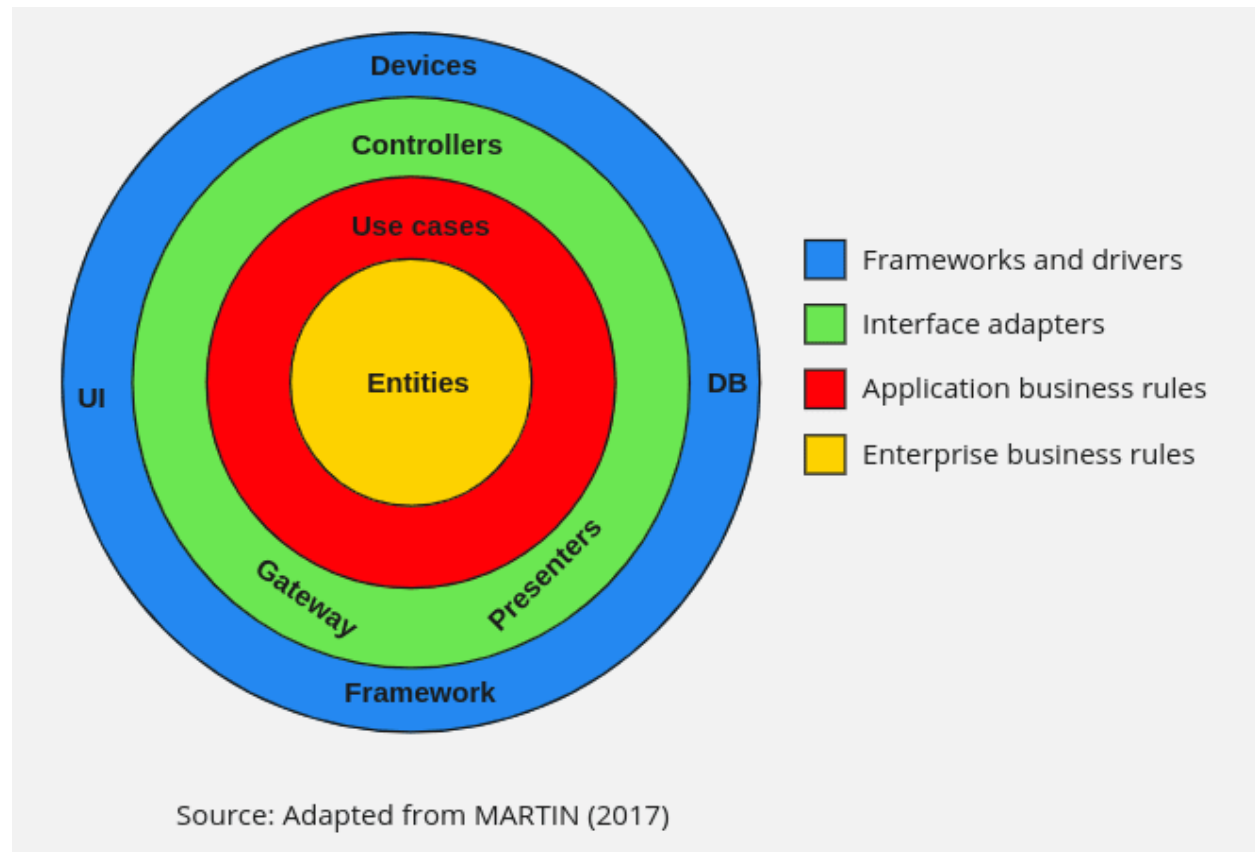 Devices
Controllers
Use cases
Entities
UI
DB
Gateway
Presenters
Framework
Frameworks and drivers
Interface adapters
Application business rules
Enterprise business rules
Source: Adapted from MARTIN (2017)